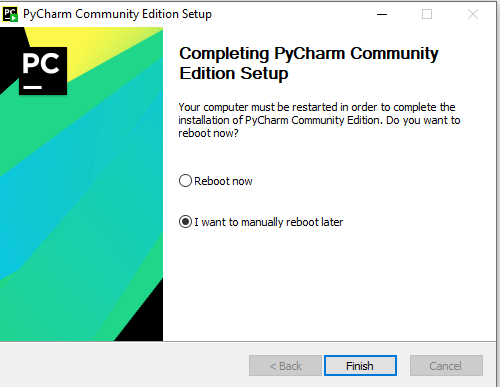 PC PyCharm Community Edition Setup
PC
Completing PyCharm Community
Edition Setup
Your computer must be restarted in order to complete the
installation of PyCharm Community Edition. Do you want to
reboot now?
Reboot now
I want to manually reboot later
< Back Finish Cancel